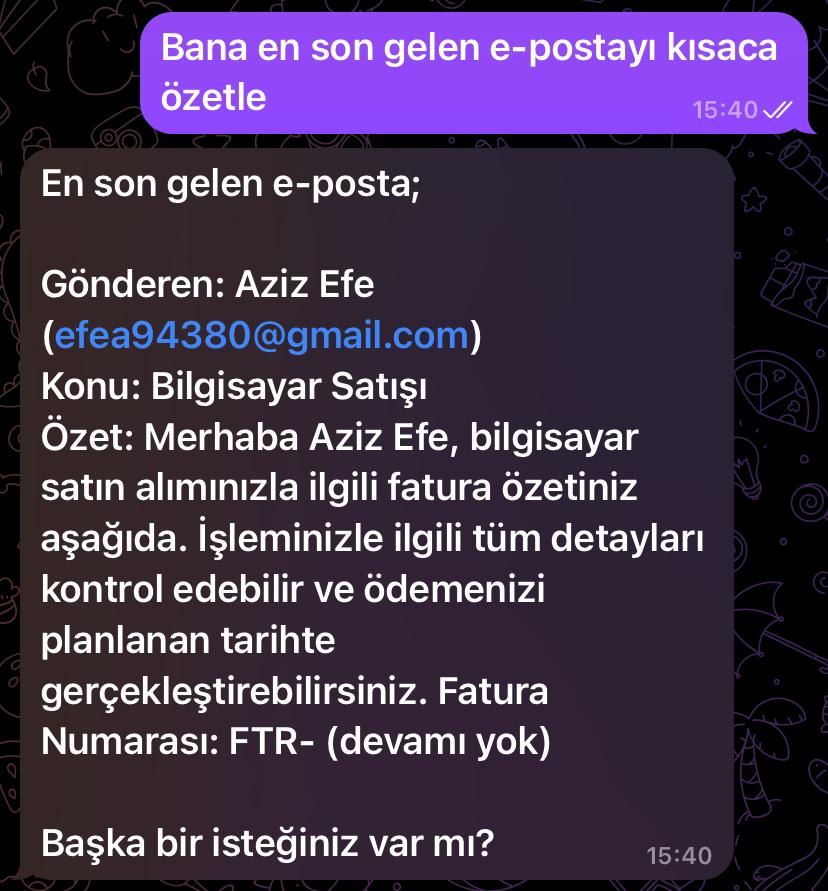 Bana en son gelen e-postayı kısaca
özetle
15:40
En son gelen e-posta;
Gönderen: Aziz Efe
(efea94380@gmail.com)
Konu: Bilgisayar Satışı
Özet: Merhaba Aziz Efe, bilgisayar
satın alımınızla ilgili fatura özetiniz
aşağıda. İşleminizle ilgili tüm detayları
kontrol edebilir ve ödemenizi
planlanan tarihte
gerçekleştirebilirsiniz. Fatura
Numarası: FTR- (devamı yok)
Başka bir isteğiniz var mı?
15:40